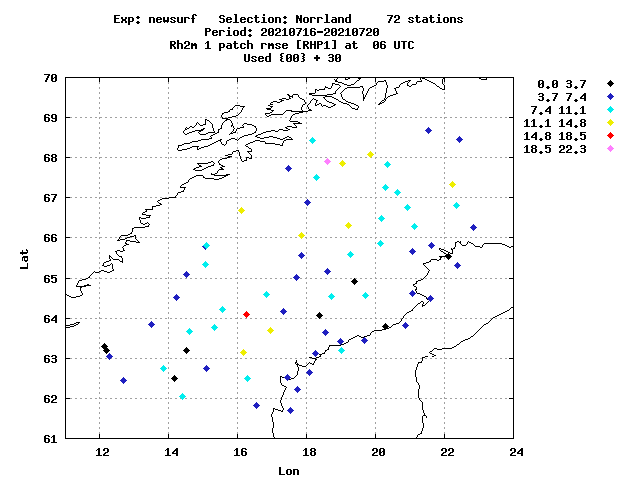 Exp: newsurf   Selection: Norrland     72 stations
Period: 20210716-20210720
Rh2m 1 patch rmse [RHP1] at  06 UTC
Used {00} + 30
70
69
68
67
66
65
64
63
62
61
Lat
12 14 16 18 20 22 24
Lon
0.0 3.7
3.7 7.4
7.4 11.1
11.1 14.8
14.8 18.5
18.5 22.3